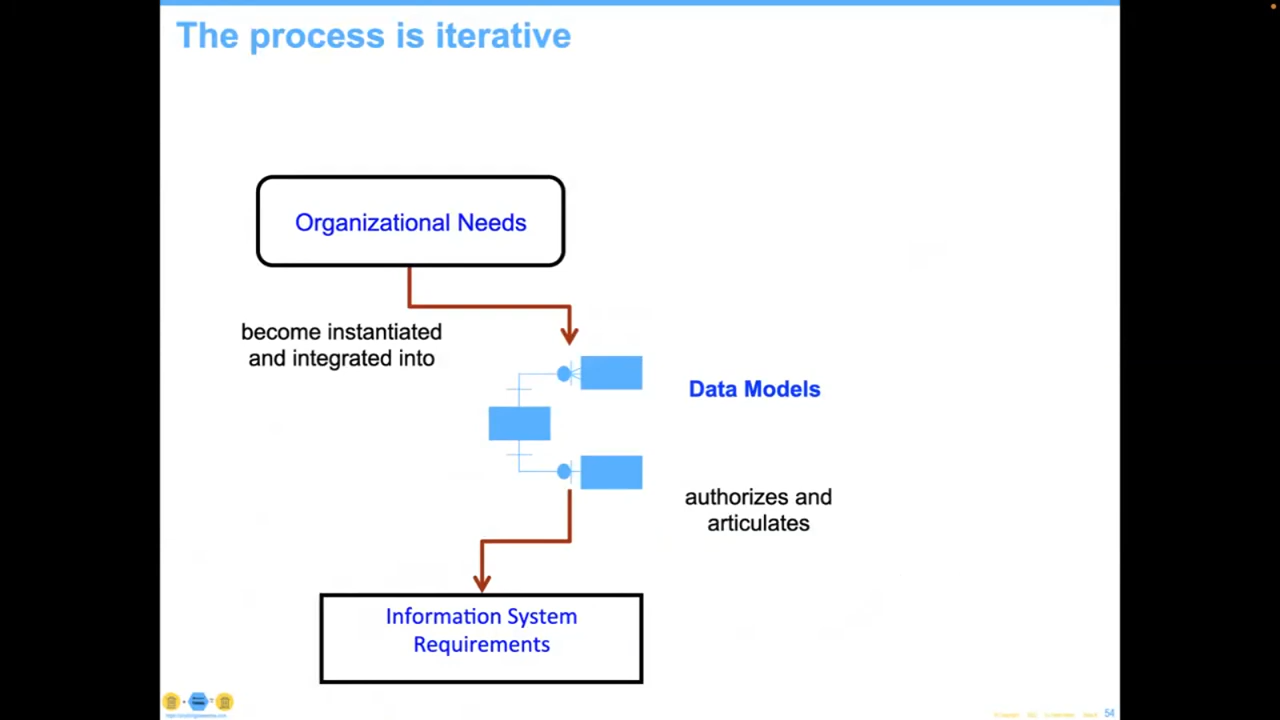 The process is iterative
Organizational Needs
become instantiated
and integrated into
Data Models
authorizes and
articulates
Information System
Requirements
54